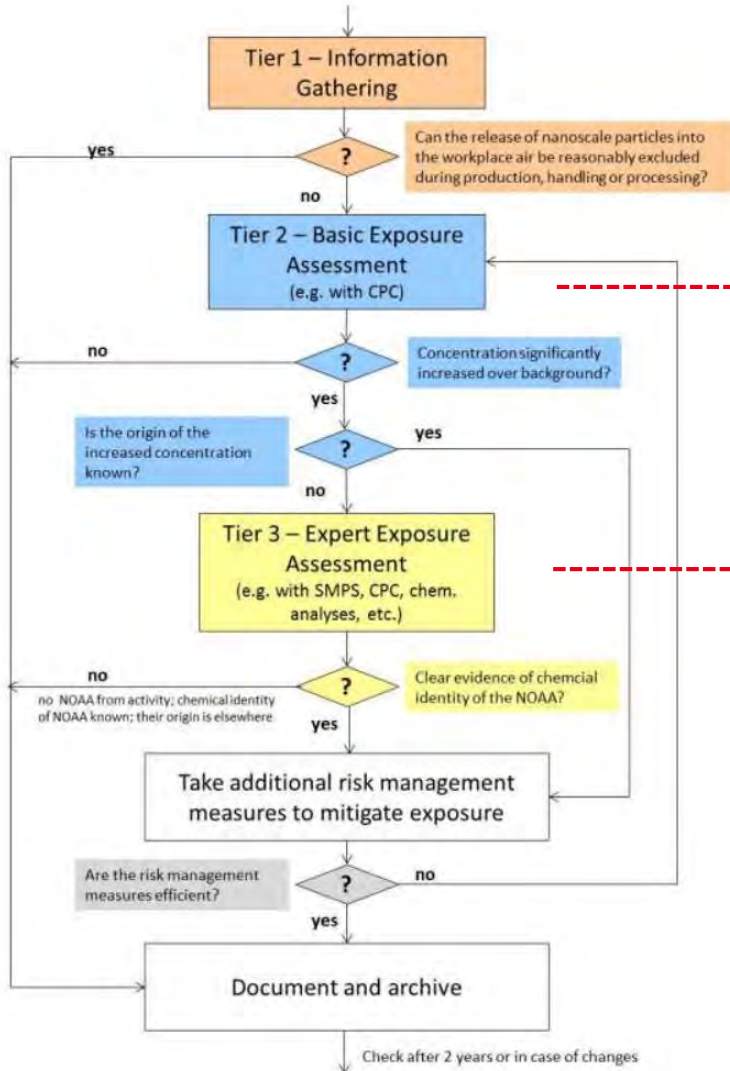 Tier 1 – Information
Gathering
Can the release of nanoscale particles into
the workplace air be reasonably excluded
during production, handling or processing?
yes
?
no
Tier 2 – Basic Exposure
Assessment
(e.g. with CPC)
no
?
Concentration significantly
increased over background?
yes
Is the origin of the
increased concentration
known?
?
yes
no
Tier 3 – Expert Exposure
Assessment
(e.g. with SMPS, CPC, chem.
analyses, etc.)
no
no NOAA from activity; chemical identity
of NOAA known; their origin is elsewhere
?
Clear evidence of chemcial
identity of the NOAA?
yes
Take additional risk management
measures to mitigate exposure
Are the risk management
measures efficient?
?
no
yes
Document and archive
Check after 2 years or in case of changes